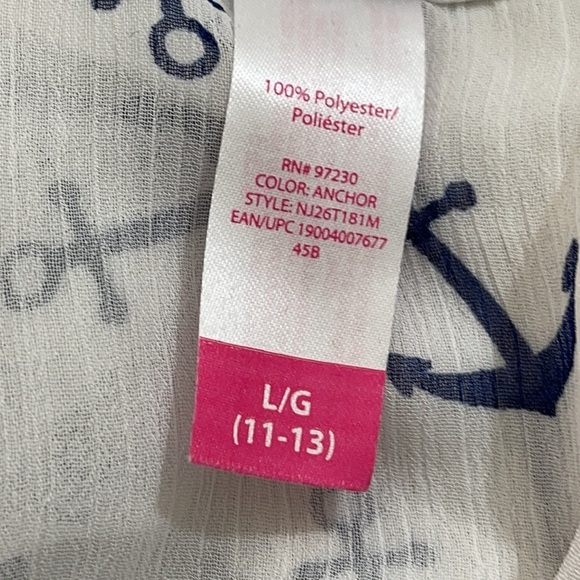 100% Polyester/
Poliéster
RN# 97230
COLOR: ANCHOR
STYLE: NJ26T181M
EAN/UPC 19004007677
45B
L/G
(11-13)